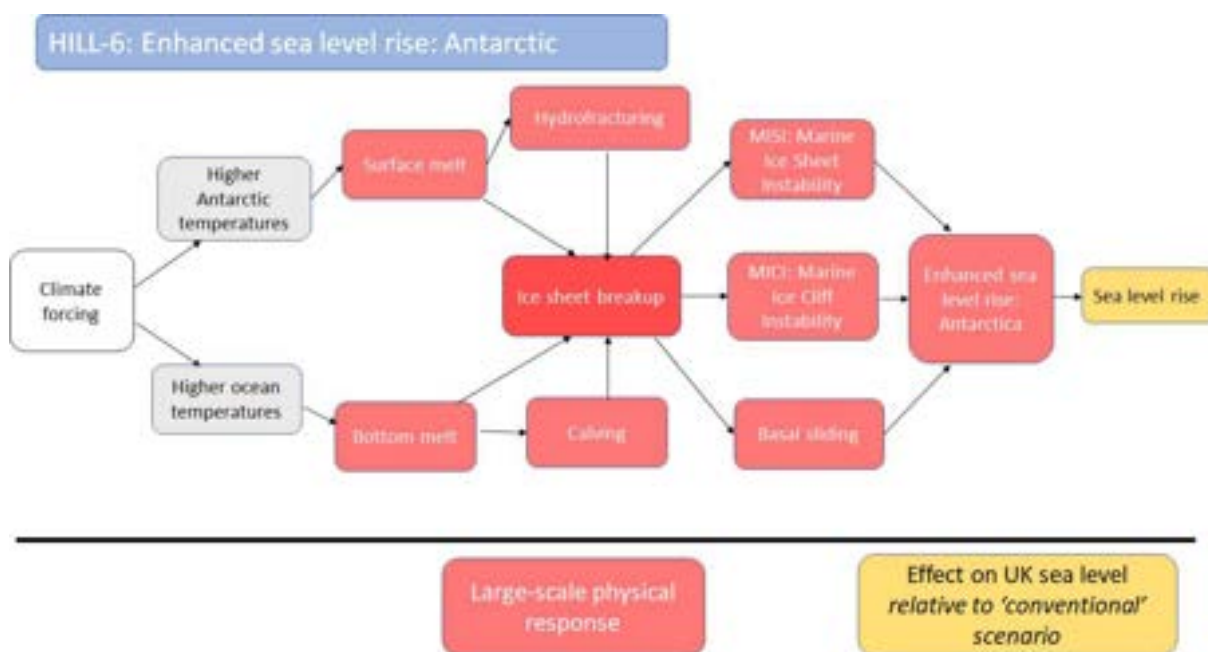 HILL-6: Enhanced sea level rise: Antarctic
Hydrofracturing
MISI: Marine
Ice Sheet
Instability
Surface melt
Higher
Antarctic
temperatures
Climate
forcing
Ice sheet breakup
MICI: Marine
Ice Cliff
Instability
Enhanced sea
level rise:
Antarctica
Sea level rise
Higher ocean
temperatures
Bottom melt
Calving
Basal sliding
Large-scale physical
response
Effect on UK sea level
relative to ‘conventional’
scenario